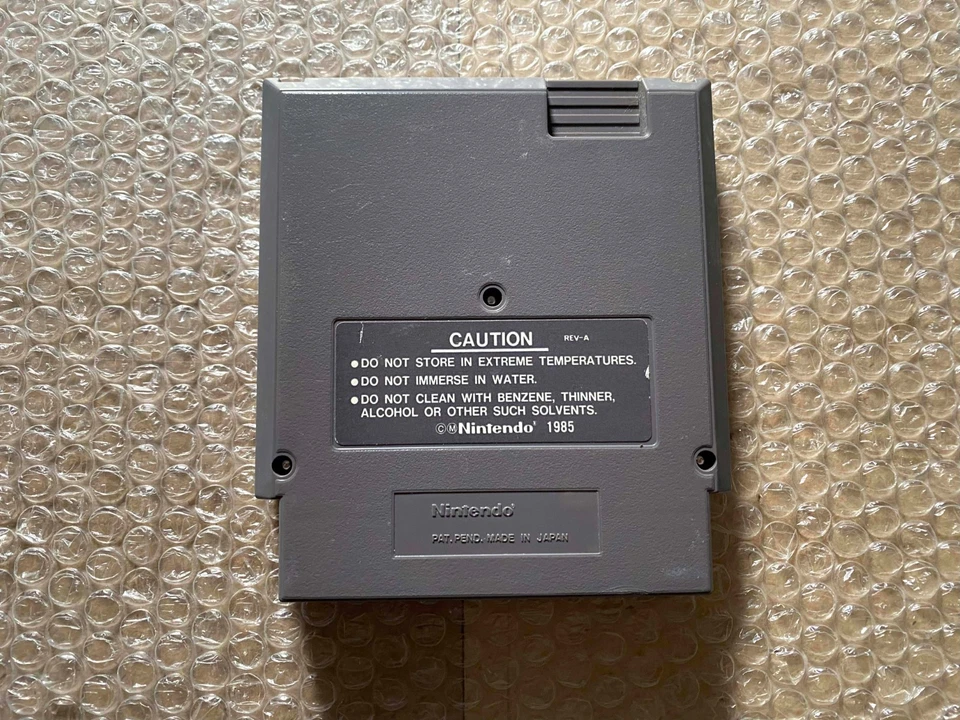 CAUTION REV-A
●DO NOT STORE IN EXTREME TEMPERATURES.
●DO NOT IMMERSE IN WATER.
●DO NOT CLEAN WITH BENZENE, THINNER,
ALCOHOL OR OTHER SUCH SOLVENTS.
ⒸⓂNintendo® 1985
Nintendo®
PAT.PEND.MADE IN JAPAN